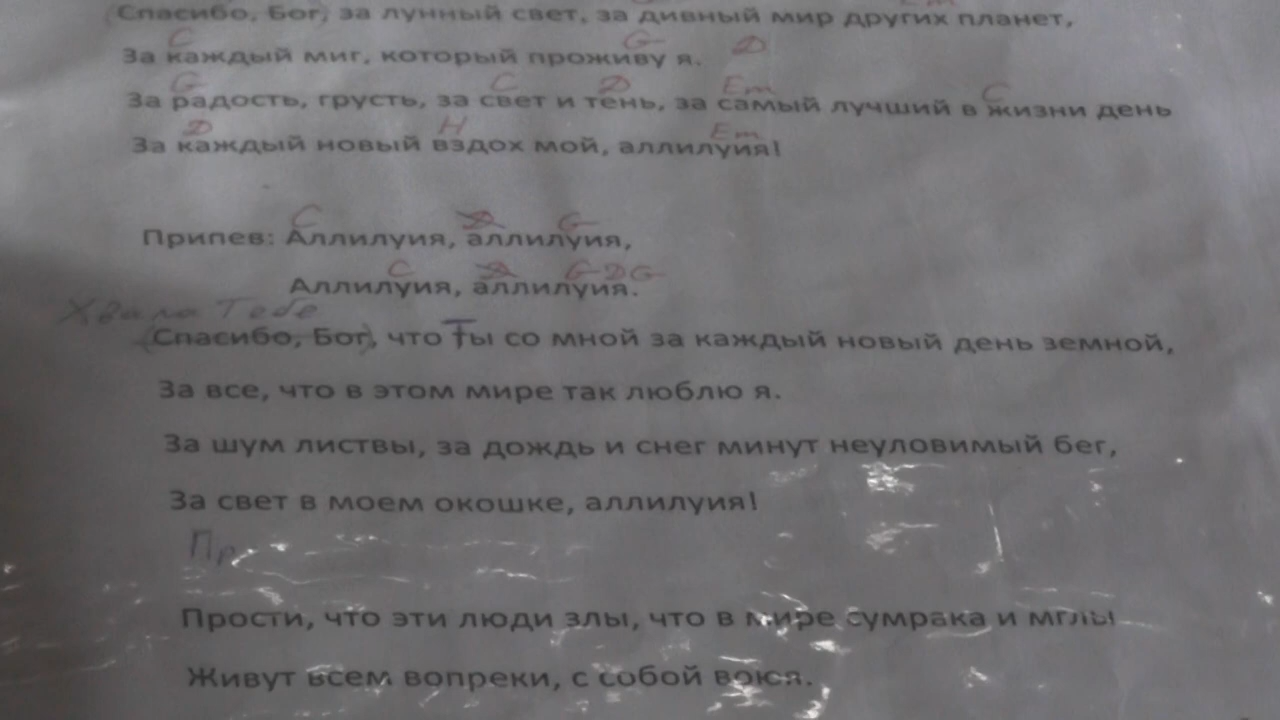 Спасибо, Бог, за лунный свет, за дивный мир других планет,
C G D
За каждый миг, который проживу я.
G C D Em C
За радость, грусть, за свет и тень, за самый лучший в жизни день
D H Em
За каждый новый вздох мой, аллилуия!
C D G
Припев: Аллилуия, аллилуия,
C D G D G
Аллилуия, аллилуия.
Хвала Тебе
(Спасибо, Бог), что Ты со мной за каждый новый день земной,
За все, что в этом мире так люблю я.
За шум листвы, за дождь и снег минут неуловимый бег,
За свет в моем окошке, аллилуия!
Пр
Прости, что эти люди злы, что в мире сумрака и мглы
Живут всем вопреки, с собой воюя.